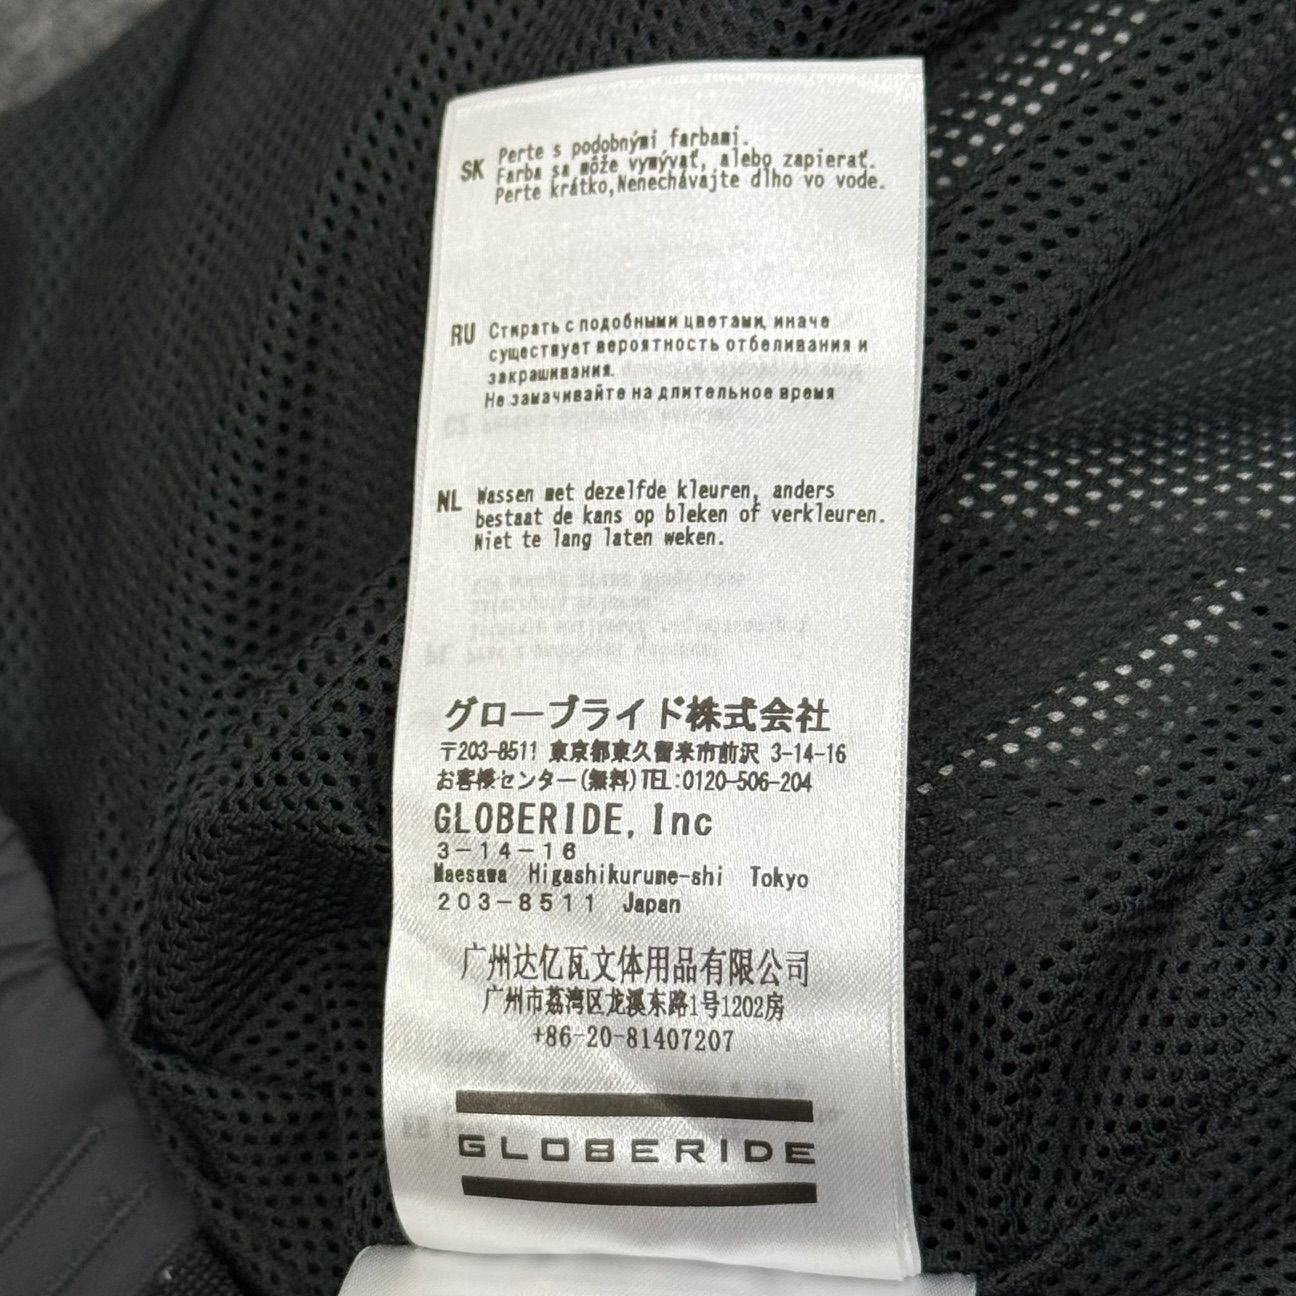 SK Perte s podobnými farbami.
Farba sa môže vymývať, alebo zapierať.
Perte krátko,Nenechávajte dlho vo vode.
RU Стирать с подобными цветами, иначе
существует вероятность отбеливания и
закрашивания.
Не замачивайте на длительное время
NL Wassen met dezelfde kleuren, anders
bestaat de kans op bleken of verkleuren.
Niet te lang laten weken.
グローブライド株式会社
〒203-8511 東京都東久留米市前沢 3-14-16
お客様センター(無料)TEL:0120-506-204
GLOBERIDE, Inc
3-14-16
Maesawa Higashikurume-shi Tokyo
203-8511 Japan
广州达亿瓦文体用品有限公司
广州市荔湾区龙溪东路1号1202房
+86-20-81407207
GLOBERIDE